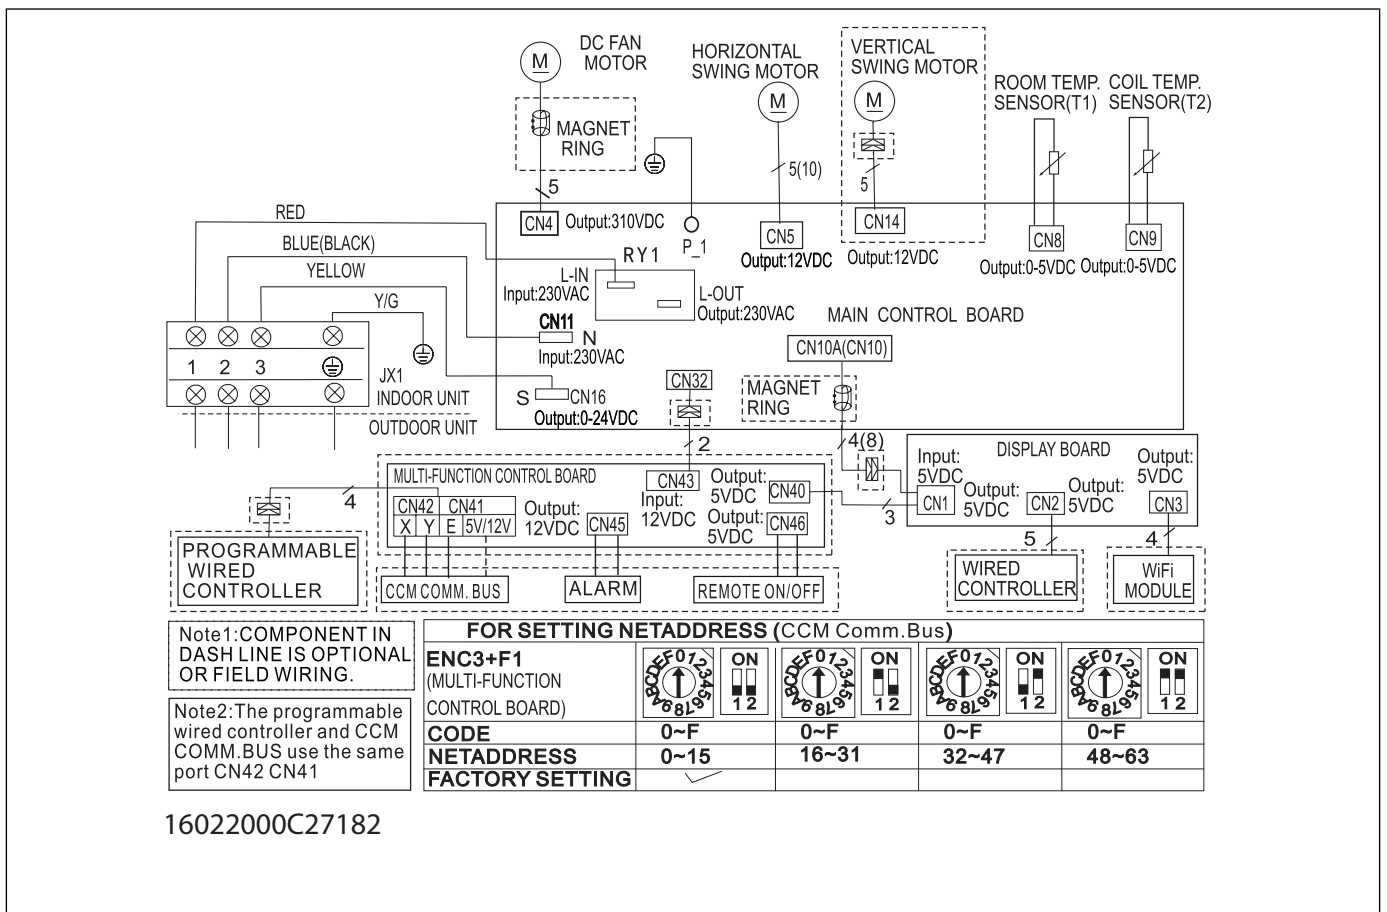 DC FAN
MOTOR
M
MAGNET
RING
5
HORIZONTAL
SWING MOTOR
M
5(10)
VERTICAL
SWING MOTOR
M
5
ROOM TEMP.
SENSOR(T1)
COIL TEMP.
SENSOR(T2)
RED
BLUE(BLACK)
YELLOW
Y/G
CN4
Output:310VDC
P_1
CN5
Output:12VDC
CN14
Output:12VDC
CN8
Output:0-5VDC
CN9
Output:0-5VDC
RY1
L-IN
Input:230VAC
L-OUT
Output:230VAC
CN11
N
Input:230VAC
MAIN CONTROL BOARD
CN10A(CN10)
MAGNET
RING
CN32
S
CN16
Output:0-24VDC
1 2 3
JX1
INDOOR UNIT
OUTDOOR UNIT
2
4(8)
DISPLAY BOARD
Input:
5VDC
CN1
Output:
5VDC
CN2
Output:
5VDC
Output:
5VDC
CN3
3
5
4
MULTI-FUNCTION CONTROL BOARD
4
CN42 CN41
X Y E 5V/12V
Output:
12VDC
CN45
CN43
Input:
12VDC
Output:
5VDC
CN40
Output:
5VDC
CN46
PROGRAMMABLE
WIRED
CONTROLLER
CCM COMM. BUS
ALARM
REMOTE ON/OFF
WIRED
CONTROLLER
WiFi
MODULE
Note1:COMPONENT IN
DASH LINE IS OPTIONAL
OR FIELD WIRING.
Note2:The programmable
wired controller and CCM
COMM.BUS use the same
port CN42 CN41
FOR SETTING NETADDRESS (CCM Comm.Bus)
ENC3+F1
(MULTI-FUNCTION
CONTROL BOARD)
0123456789ABCDEF
ON
1 2
0123456789ABCDEF
ON
1 2
0123456789ABCDEF
ON
1 2
0123456789ABCDEF
ON
1 2
CODE 0~F 0~F 0~F 0~F
NETADDRESS 0~15 16~31 32~47 48~63
FACTORY SETTING
16022000C27182